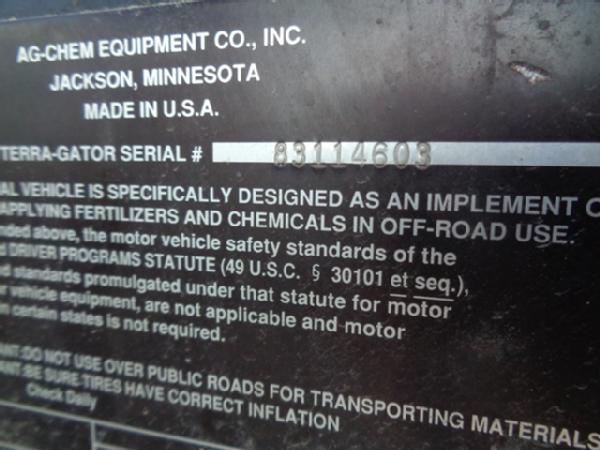 AG-CHEM EQUIPMENT CO., INC.
JACKSON, MINNESOTA
MADE IN U.S.A.
TERRA-GATOR SERIAL # 83114603
VEHICLE IS SPECIFICALLY DESIGNED AS AN IMPLEMENT
APPLYING FERTILIZERS AND CHEMICALS IN OFF-ROAD USE.
above, the motor vehicle safety standards of the
DRIVER PROGRAMS STATUTE (49 U.S.C. § 30101 et seq.),
standards promulgated under that statute for motor
vehicle equipment, are not applicable and motor
certain states is not required.
DO NOT USE OVER PUBLIC ROADS FOR TRANSPORTING MATERIALS
BE SURE TIRES HAVE CORRECT INFLATION
Check Daily